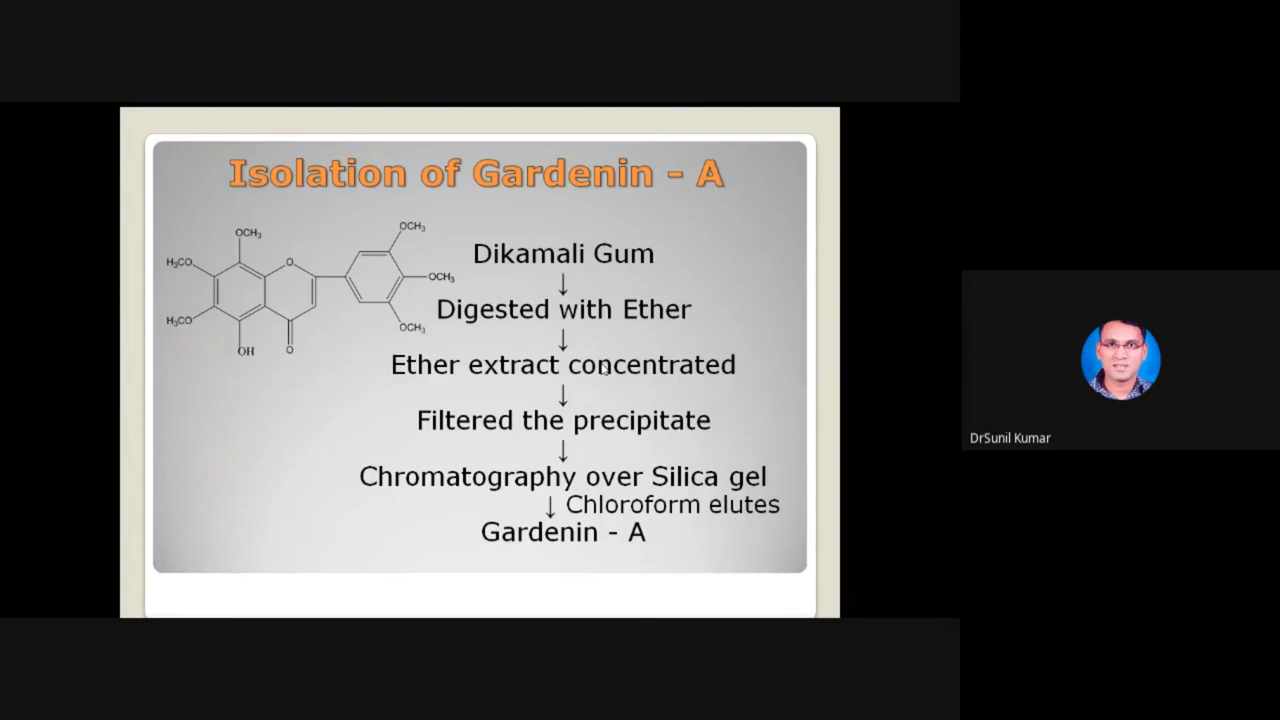 Isolation of Gardenin - A
OCH₃
OCH₃
H₃CO
O
OCH₃
H₃CO
OCH₃
OH
O
Dikamali Gum
↓
Digested with Ether
↓
Ether extract concentrated
↓
Filtered the precipitate
↓
Chromatography over Silica gel
↓ Chloroform elutes
Gardenin - A
DrSunil Kumar